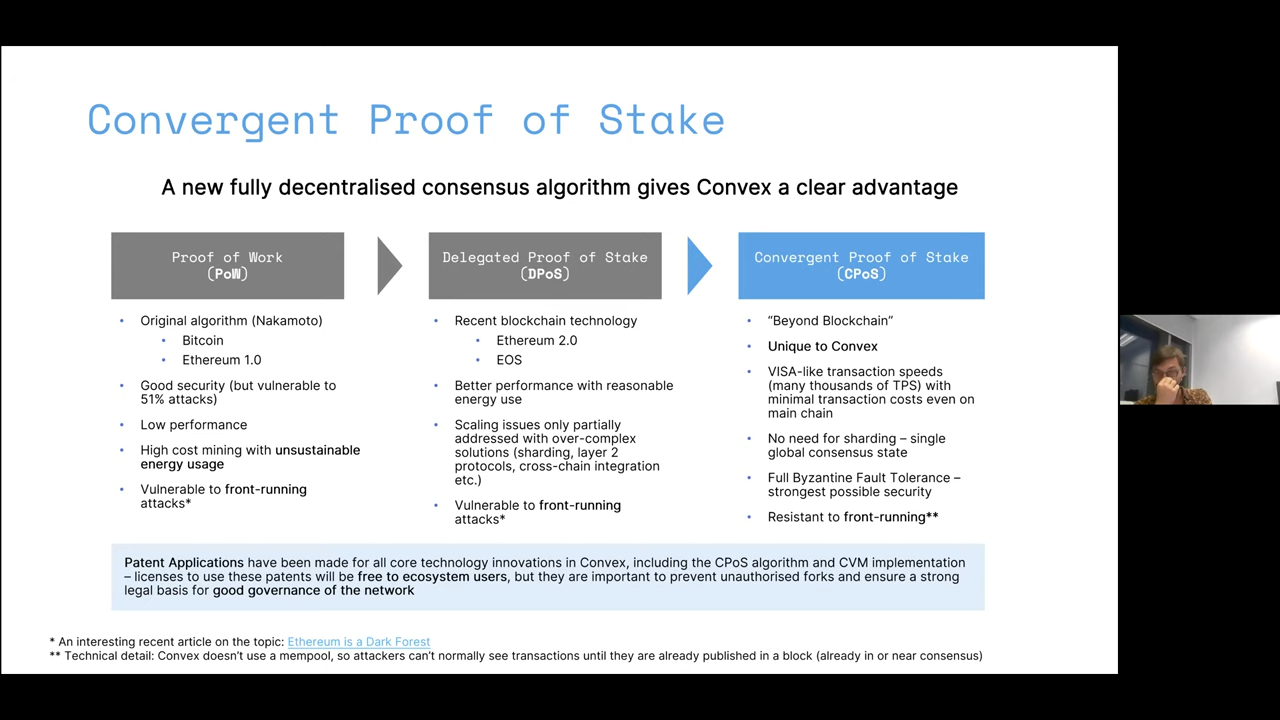 Convergent Proof of Stake
A new fully decentralised consensus algorithm gives Convex a clear advantage
Proof of Work
(PoW)
• Original algorithm (Nakamoto)
• Bitcoin
• Ethereum 1.0
• Good security (but vulnerable to
51% attacks)
• Low performance
• High cost mining with unsustainable
energy usage
• Vulnerable to front-running
attacks*
Delegated Proof of Stake
(DPoS)
• Recent blockchain technology
• Ethereum 2.0
• EOS
• Better performance with reasonable
energy use
• Scaling issues only partially
addressed with over-complex
solutions (sharding, layer 2
protocols, cross-chain integration
etc.)
• Vulnerable to front-running
attacks*
Convergent Proof of Stake
(CPoS)
• “Beyond Blockchain”
• Unique to Convex
• VISA-like transaction speeds
(many thousands of TPS) with
minimal transaction costs even on
main chain
• No need for sharding – single
global consensus state
• Full Byzantine Fault Tolerance –
strongest possible security
• Resistant to front-running**
Patent Applications have been made for all core technology innovations in Convex, including the CPoS algorithm and CVM implementation
– licenses to use these patents will be free to ecosystem users, but they are important to prevent unauthorised forks and ensure a strong
legal basis for good governance of the network
* An interesting recent article on the topic: Ethereum is a Dark Forest
** Technical detail: Convex doesn’t use a mempool, so attackers can’t normally see transactions until they are already published in a block (already in or near consensus)